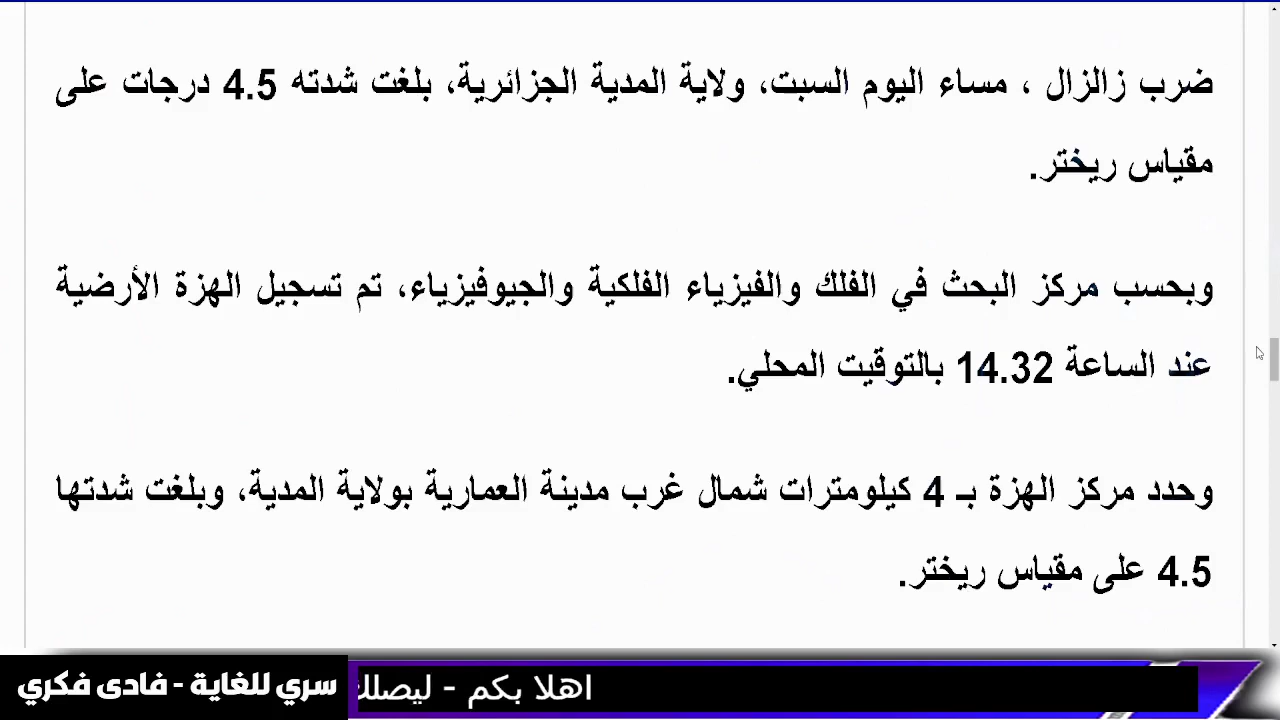 ضرب زالزال ، مساء اليوم السبت، ولاية المدية الجزائرية، بلغت شدته 4.5 درجات على
مقياس ريختر.
وبحسب مركز البحث في الفلك والفيزياء الفلكية والجيوفيزياء، تم تسجيل الهزة الأرضية
عند الساعة 14.32 بالتوقيت المحلي.
وحدد مركز الهزة بـ 4 كيلومترات شمال غرب مدينة العمارية بولاية المدية، وبلغت شدتها
4.5 على مقياس ريختر.
اهلا بكم - ليصلك
سري للغاية - فادى فكري